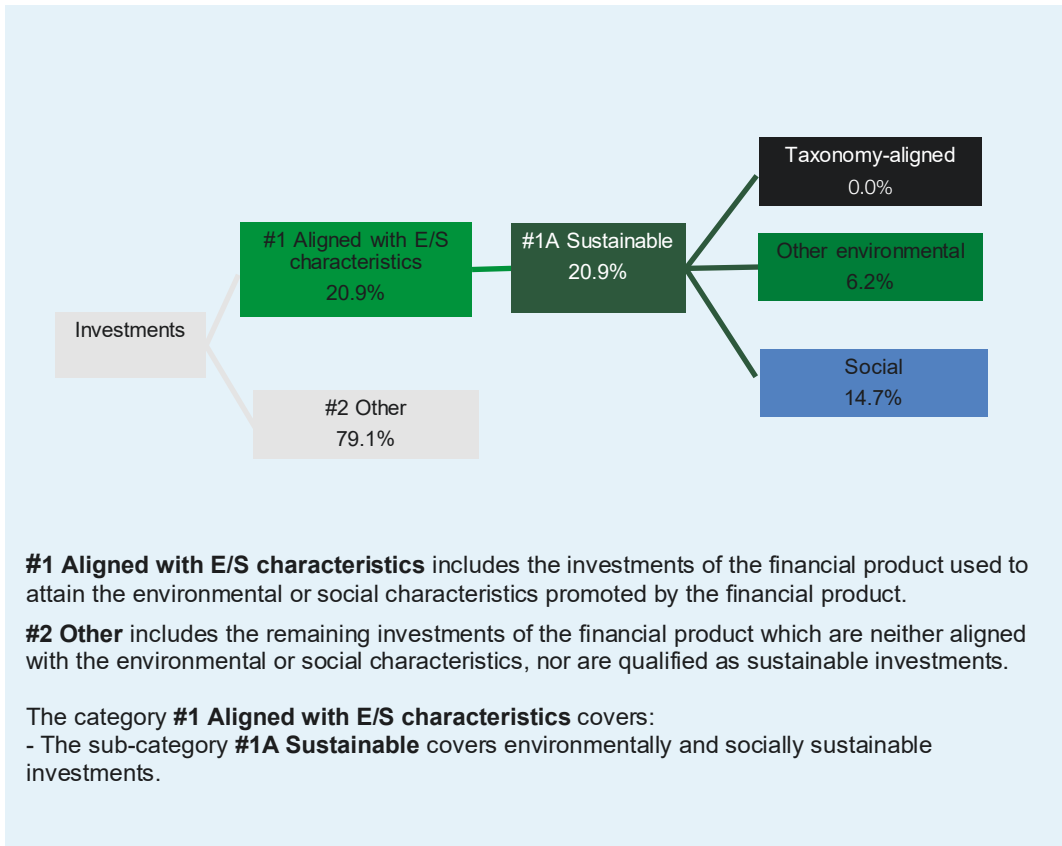 Taxonomy-aligned
0.0%
#1 Aligned with E/S
characteristics
20.9%
#1A Sustainable
20.9%
Other environmental
6.2%
Investments
Social
14.7%
#2 Other
79.1%
#1 Aligned with E/S characteristics includes the investments of the financial product used to
attain the environmental or social characteristics promoted by the financial product.
#2 Other includes the remaining investments of the financial product which are neither aligned
with the environmental or social characteristics, nor are qualified as sustainable investments.
The category #1 Aligned with E/S characteristics covers:
- The sub-category #1A Sustainable covers environmentally and socially sustainable
investments.